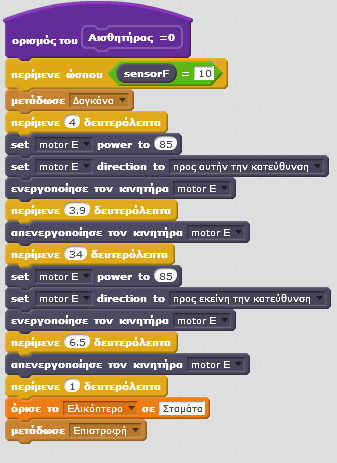 ορισμός του Αισθητήρας =0
περίμενε ώσπου sensorF = 10
μετάδωσε Δαγκάνα
περίμενε 4 δευτερόλεπτα
set motor E power to 85
set motor E direction to προς αυτήν την κατεύθυνση
ενεργοποίησε τον κινητήρα motor E
περίμενε 3.9 δευτερόλεπτα
απενεργοποίησε τον κινητήρα motor E
περίμενε 34 δευτερόλεπτα
set motor E power to 85
set motor E direction to προς εκείνη την κατεύθυνση
ενεργοποίησε τον κινητήρα motor E
περίμενε 6.5 δευτερόλεπτα
απενεργοποίησε τον κινητήρα motor E
περίμενε 1 δευτερόλεπτα
όρισε το Ελικόπτερο σε Σταμάτα
μετάδωσε Επιστροφή